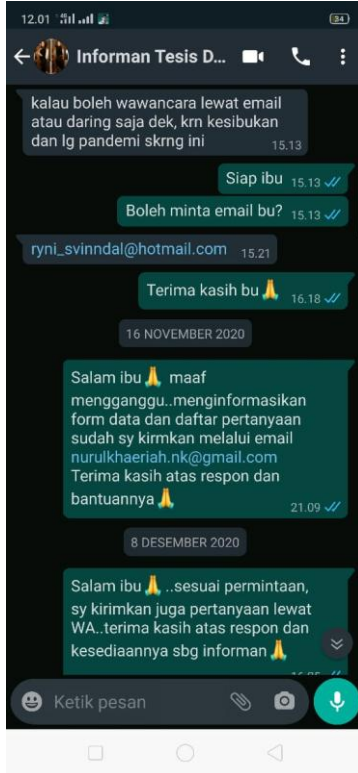 12.01
34
Informan Tesis D...
kalau boleh wawancara lewat email
atau daring saja dek, krn kesibukan
dan lg pandemi skrng ini 15.13
Siap ibu 15.13
Boleh minta email bu? 15.13
ryni_svinndal@hotmail.com 15.21
Terima kasih bu🙏 16.18
16 NOVEMBER 2020
Salam ibu🙏 maaf
mengganggu..menginformasikan
form data dan daftar pertanyaan
sudah sy kirmkan melalui email
nurulkhaeriah.nk@gmail.com
Terima kasih atas respon dan
bantuannya🙏 21.09
8 DESEMBER 2020
Salam ibu🙏..sesuai permintaan,
sy kirimkan juga pertanyaan lewat
WA..terima kasih atas respon dan
kesediaannya sbg informan🙏
Ketik pesan